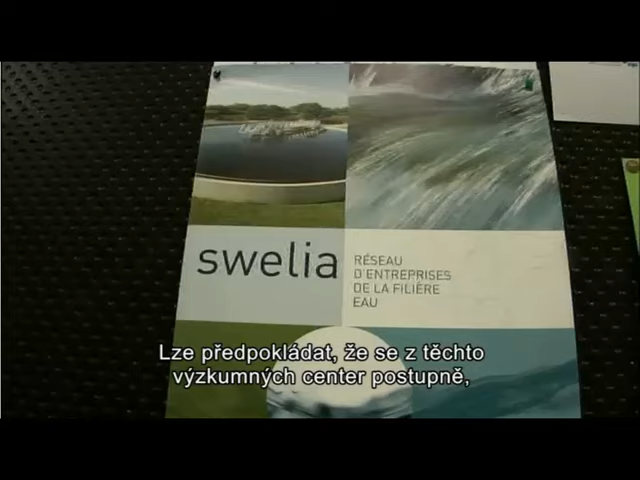 swelia
RÉSEAU
D'ENTREPRISES
DE LA FILIÈRE
EAU
Lze předpokládat, že se z těchto
výzkumných center postupně,